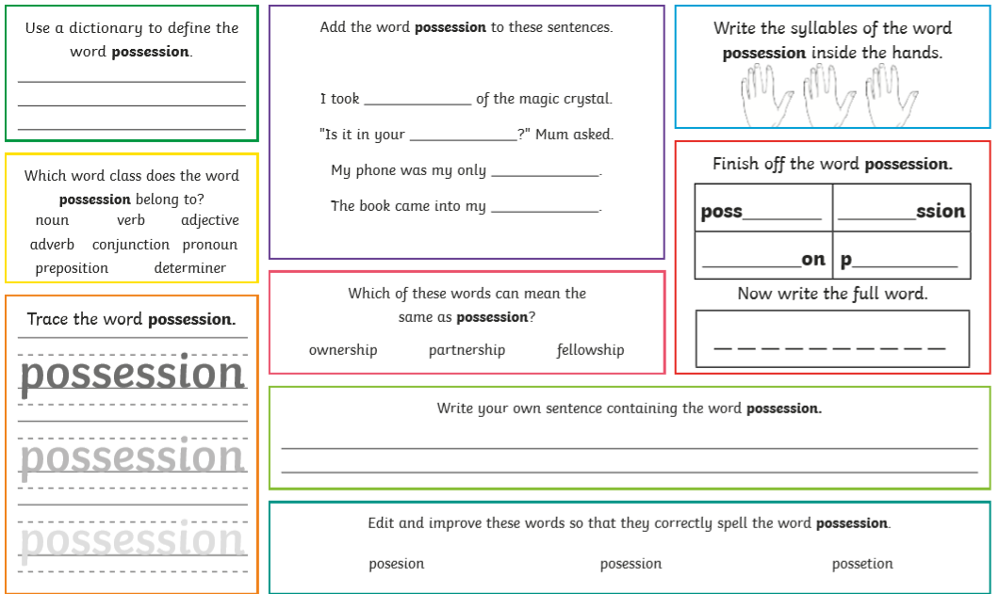 Use a dictionary to define the
word possession.
Which word class does the word
possession belong to?
noun verb adjective
adverb conjunction pronoun
preposition determiner
Trace the word possession.
possession
possession
possession
Add the word possession to these sentences.
I took ______________ of the magic crystal.
"Is it in your ______________?" Mum asked.
My phone was my only ______________.
The book came into my ______________.
Which of these words can mean the
same as possession?
ownership partnership fellowship
Write the syllables of the word
possession inside the hands.
Finish off the word possession.
poss________ ________ssion
__________on p__________
Now write the full word.
_ _ _ _ _ _ _ _ _ _
Write your own sentence containing the word possession.
Edit and improve these words so that they correctly spell the word possession.
posesion posession possetion